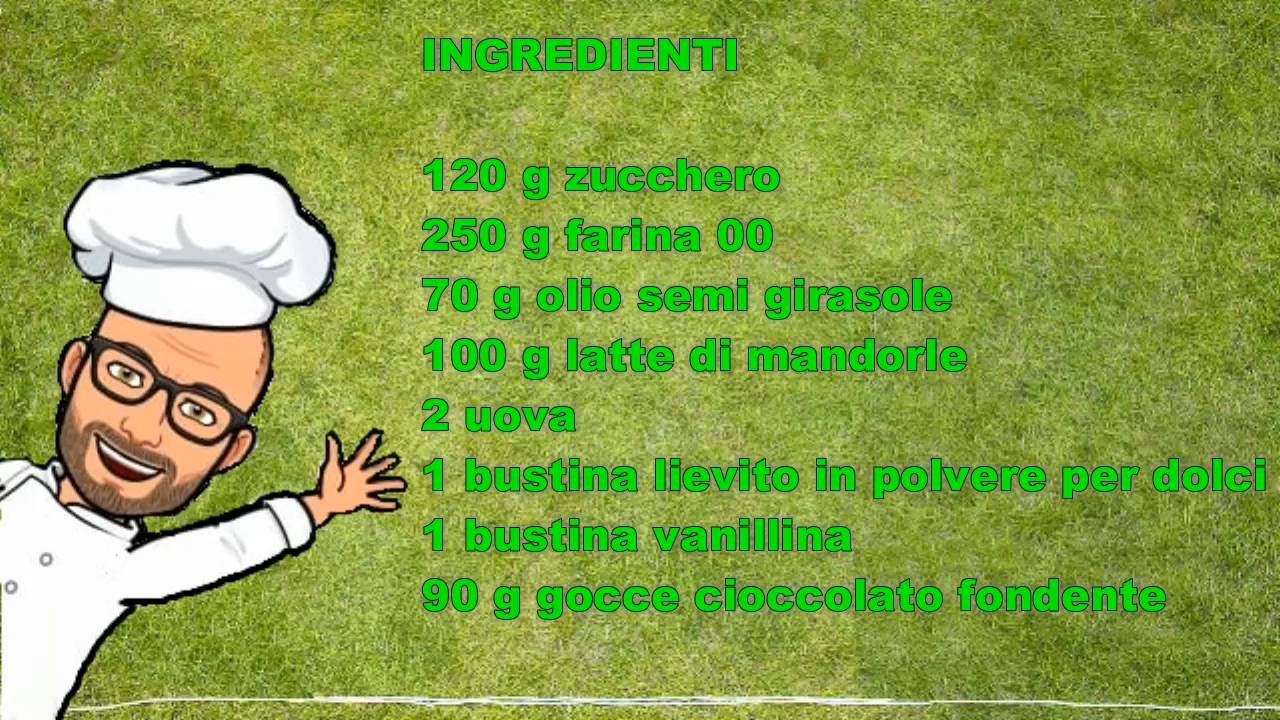 INGREDIENTI
120 g zucchero
250 g farina 00
70 g olio semi girasole
100 g latte di mandorle
2 uova
1 bustina lievito in polvere per dolci
1 bustina vanillina
90 g gocce cioccolato fondente